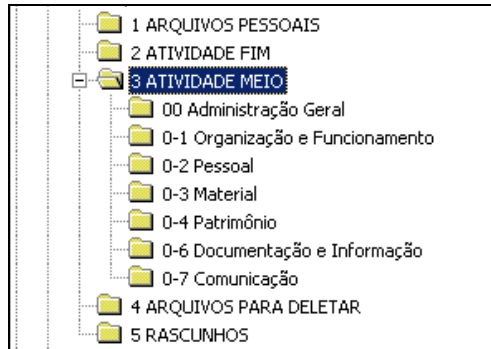 1 ARQUIVOS PESSOAIS
2 ATIVIDADE FIM
3 ATIVIDADE MEIO
00 Administração Geral
0-1 Organização e Funcionamento
0-2 Pessoal
0-3 Material
0-4 Patrimônio
0-6 Documentação e Informação
0-7 Comunicação
4 ARQUIVOS PARA DELETAR
5 RASCUNHOS